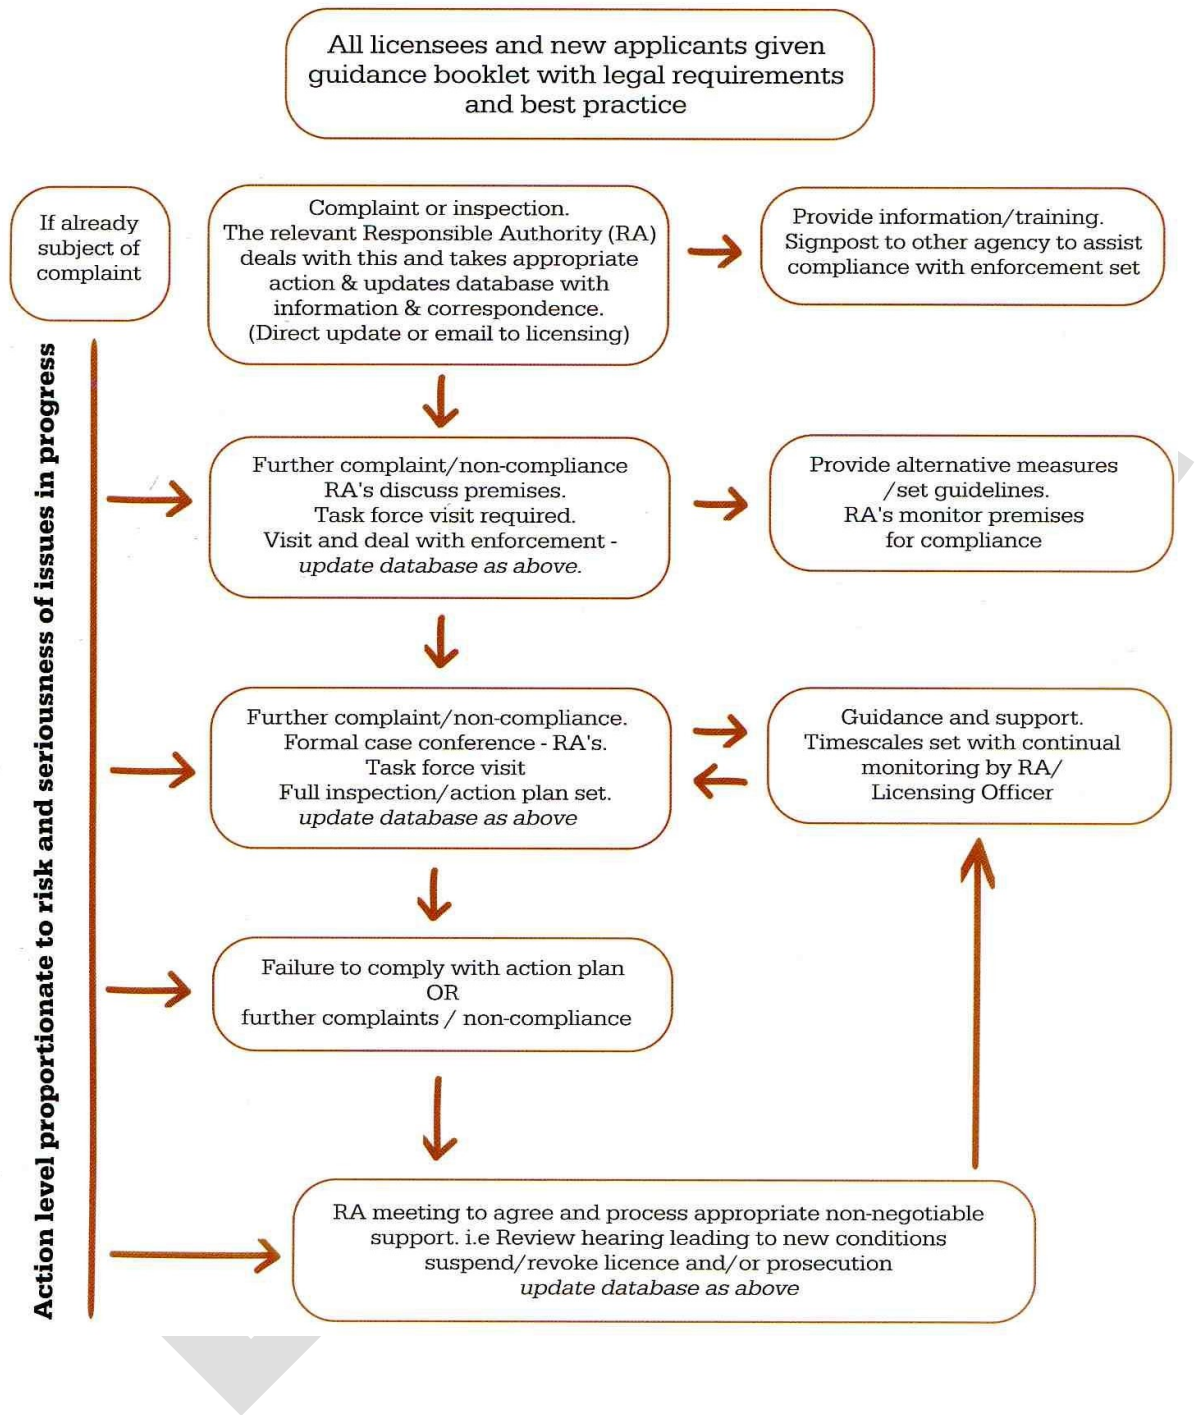 All licensees and new applicants given
guidance booklet with legal requirements
and best practice
If already
subject of
complaint
Complaint or inspection.
The relevant Responsible Authority (RA)
deals with this and takes appropriate
action & updates database with
information & correspondence.
(Direct update or email to licensing)
Provide information/training.
Signpost to other agency to assist
compliance with enforcement set
Action level proportionate to risk and seriousness of issues in progress
Further complaint/non-compliance
RA's discuss premises.
Task force visit required.
Visit and deal with enforcement -
update database as above.
Provide alternative measures
/set guidelines.
RA's monitor premises
for compliance
Further complaint/non-compliance.
Formal case conference - RA's.
Task force visit
Full inspection/action plan set.
update database as above
Guidance and support.
Timescales set with continual
monitoring by RA/
Licensing Officer
Failure to comply with action plan
OR
further complaints / non-compliance
RA meeting to agree and process appropriate non-negotiable
support. i.e Review hearing leading to new conditions
suspend/revoke licence and/or prosecution
update database as above